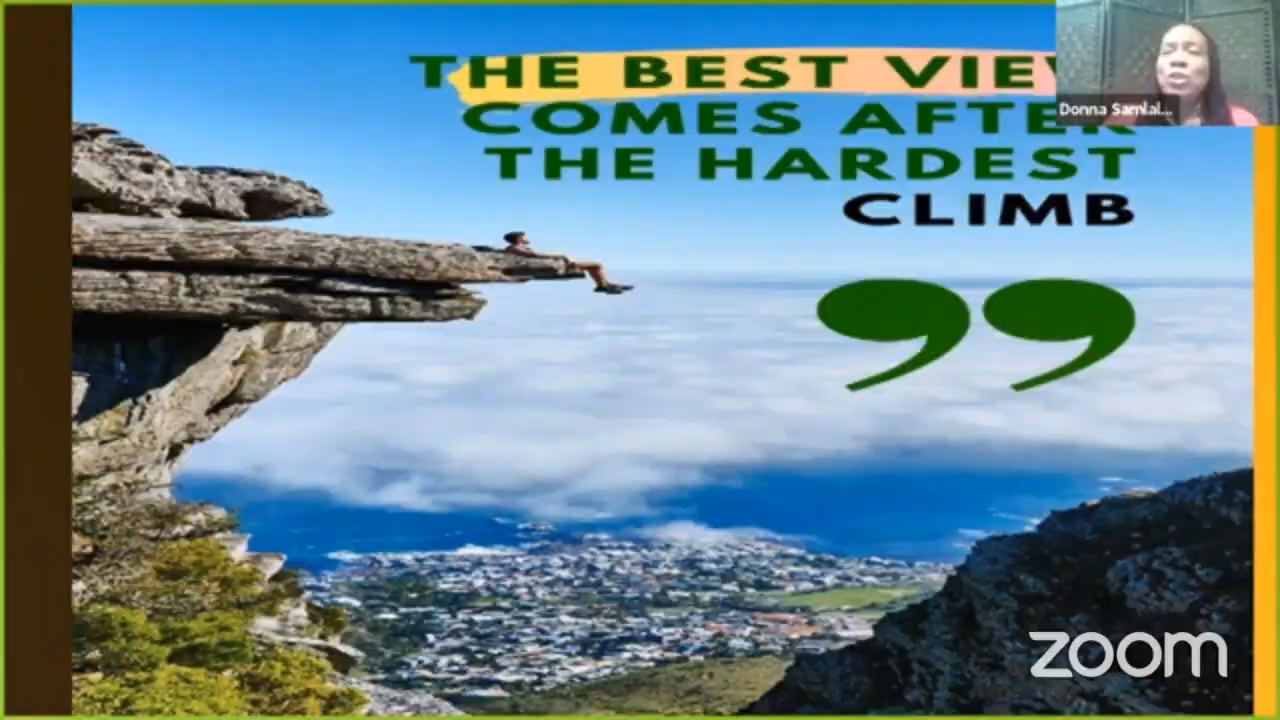 THE BEST VIEW
COMES AFTER
THE HARDEST
CLIMB
”
Donna Samlal...
zoom